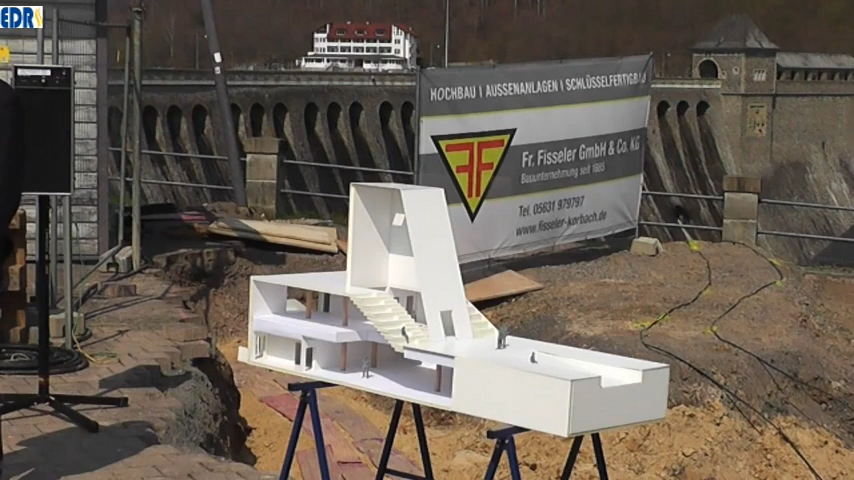 EDR
HOCHBAU | AUSSENANLAGEN | SCHLÜSSELFERTIGBAU
FF
Fr. Fisseler GmbH & Co. KG
Bauunternehmung seit 1885
Tel. 05631 979797
www.fisseler-korbach.de